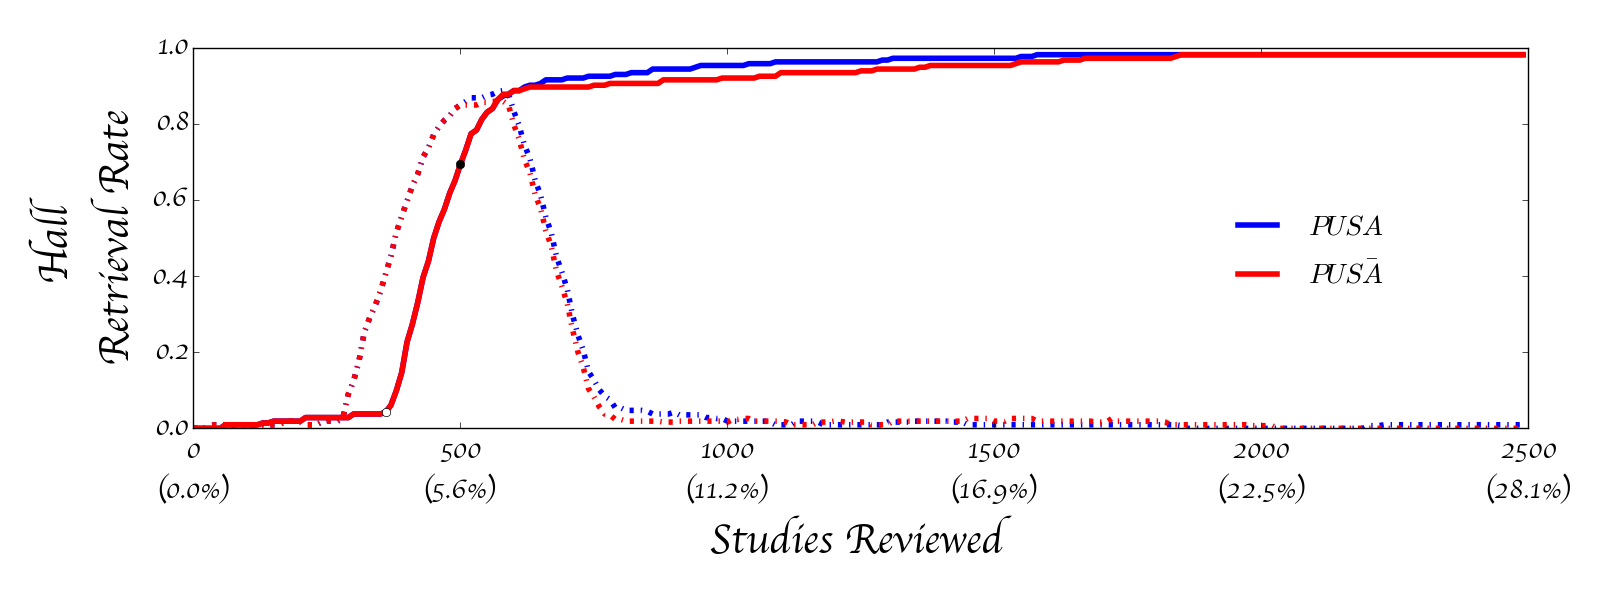 Hall
Retrieval Rate
1.0
0.8
0.6
0.4
0.2
0.0
0 500 1000 1500 2000 2500
(0.0%) (5.6%) (11.2%) (16.9%) (22.5%) (28.1%)
Studies Reviewed
PUSA
PUSĀ